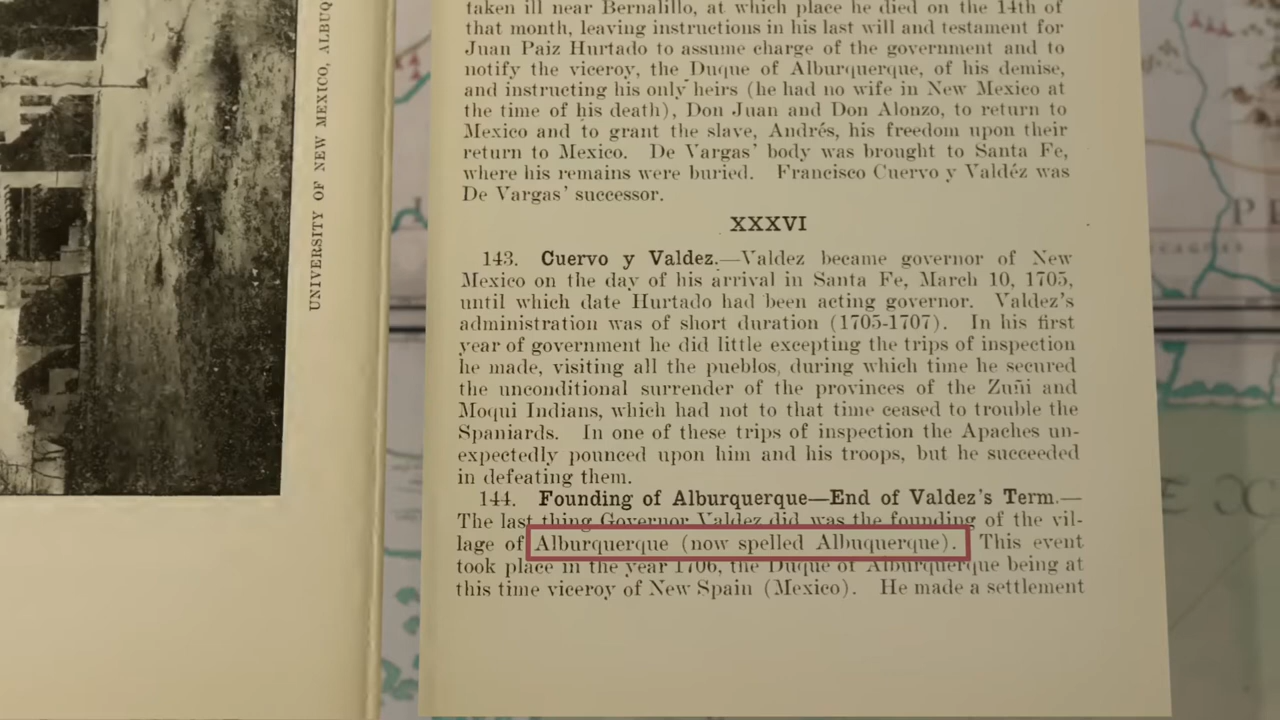 UNIVERSITY OF NEW MEXICO, ALBUQ
taken ill near Bernalillo, at which place he died on the 14th of
that month, leaving instructions in his last will and testament for
Juan Paiz Hurtado to assume charge of the government and to
notify the viceroy, the Duque of Alburquerque, of his demise,
and instructing his only heirs (he had no wife in New Mexico at
the time of his death), Don Juan and Don Alonzo, to return to
Mexico and to grant the slave, Andrés, his freedom upon their
return to Mexico. De Vargas' body was brought to Santa Fe,
where his remains were buried. Francisco Cuervo y Valdéz was
De Vargas' successor.
XXXVI
143. Cuervo y Valdez.—Valdez became governor of New
Mexico on the day of his arrival in Santa Fe, March 10, 1705,
until which date Hurtado had been acting governor. Valdez's
administration was of short duration (1705-1707). In his first
year of government he did little excepting the trips of inspection
he made, visiting all the pueblos, during which time he secured
the unconditional surrender of the provinces of the Zuñi and
Moqui Indians, which had not to that time ceased to trouble the
Spaniards. In one of these trips of inspection the Apaches un-
expectedly pounced upon him and his troops, but he succeeded
in defeating them.
144. Founding of Alburquerque—End of Valdez's Term.—
The last thing Governor Valdez did was the founding of the vil-
lage of Alburquerque (now spelled Albuquerque). This event
took place in the year 1706, the Duque of Alburquerque being at
this time viceroy of New Spain (Mexico). He made a settlement